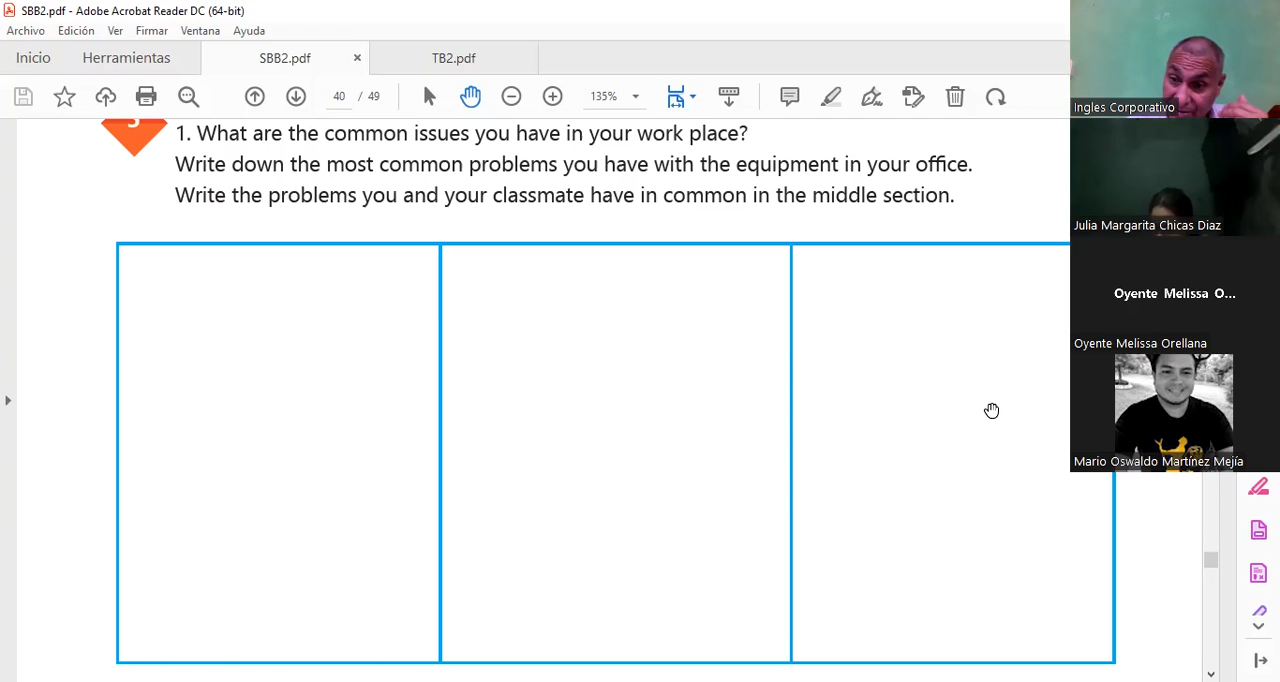 SBB2.pdf - Adobe Acrobat Reader DC (64-bit)
Archivo Edición Ver Firmar Ventana Ayuda
Inicio Herramientas SBB2.pdf × TB2.pdf
40 / 49 135%
1. What are the common issues you have in your work place?
Write down the most common problems you have with the equipment in your office.
Write the problems you and your classmate have in common in the middle section.
Ingles Corporativo
Julia Margarita Chicas Diaz
Oyente Melissa O...
Oyente Melissa Orellana
Mario Oswaldo Martínez Mejía